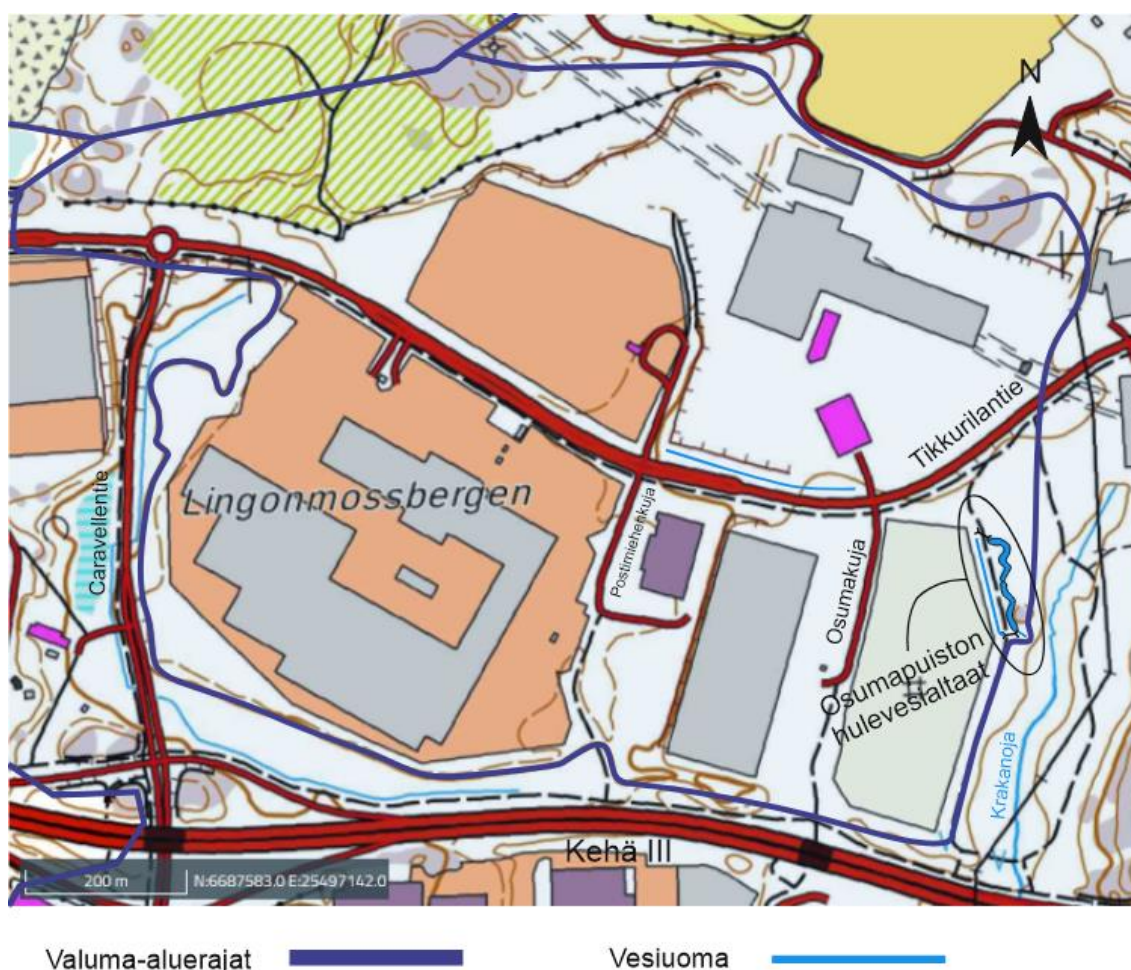 N
Tikkurilantie
Lingonmossbergen
Caravellentie
Postimiehenkuja
Osumakuja
Osumapuiston
hulevesialtaat
Krakanoja
Kehä III
200 m N:6687583.0 E:25497142.0
Valuma-aluerajat Vesiuoma